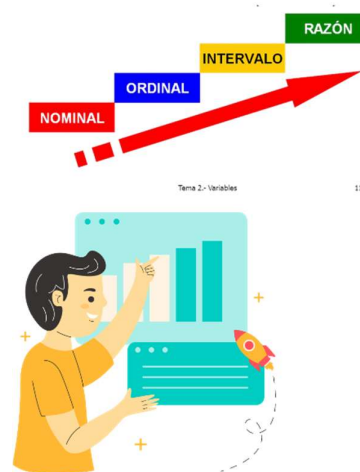 RAZÓN
INTERVALO
ORDINAL
NOMINAL
Tema 2.- Variables